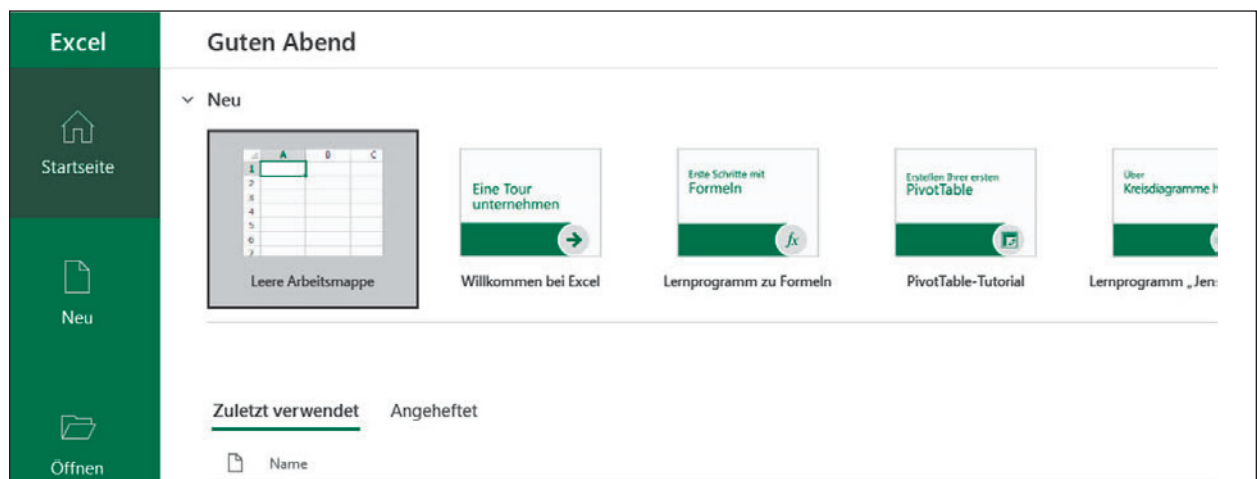 Excel
Guten Abend
Startseite
Neu
Öffnen
Neu
A B C
1
2
3
4
5
6
7
Leere Arbeitsmappe
Eine Tour
unternehmen
Willkommen bei Excel
Erste Schritte mit
Formeln
fx
Lernprogramm zu Formeln
Erstellen Ihrer ersten
PivotTable
PivotTable-Tutorial
Über
Kreisdiagramme h
Lernprogramm „Jen
Zuletzt verwendet Angeheftet
Name